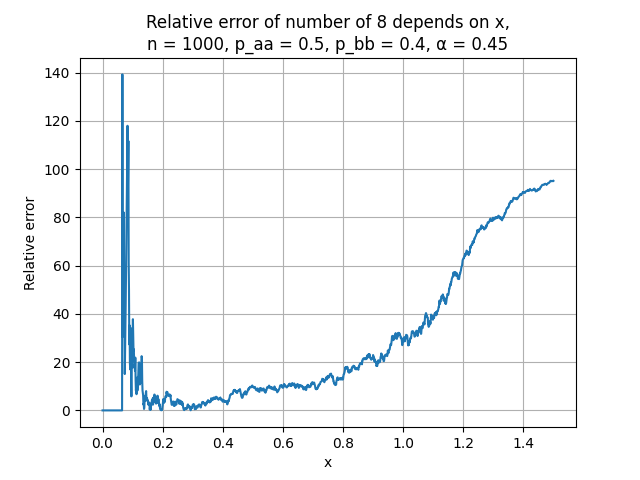 Relative error of number of 8 depends on x,
n = 1000, p_aa = 0.5, p_bb = 0.4, α = 0.45
140
120
100
80
60
40
20
0
Relative error
0.0 0.2 0.4 0.6 0.8 1.0 1.2 1.4
x